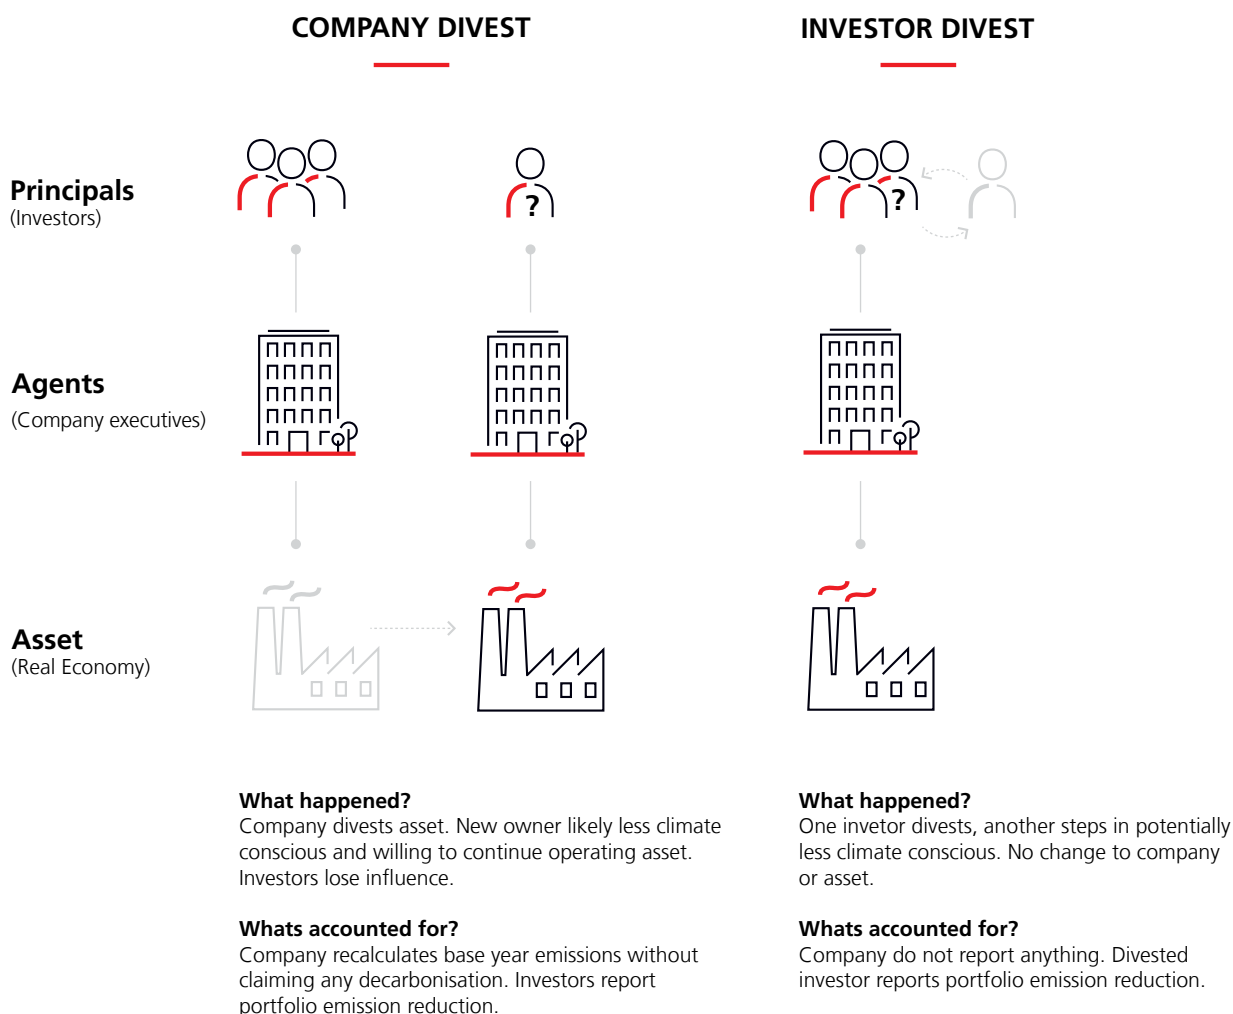 COMPANY DIVEST
INVESTOR DIVEST
Principals
(Investors)
?
?
Agents
(Company executives)
Asset
(Real Economy)
What happened?
Company divests asset. New owner likely less climate
conscious and willing to continue operating asset.
Investors lose influence.
Whats accounted for?
Company recalculates base year emissions without
claiming any decarbonisation. Investors report
portfolio emission reduction.
What happened?
One invetor divests, another steps in potentially
less climate conscious. No change to company
or asset.
Whats accounted for?
Company do not report anything. Divested
investor reports portfolio emission reduction.